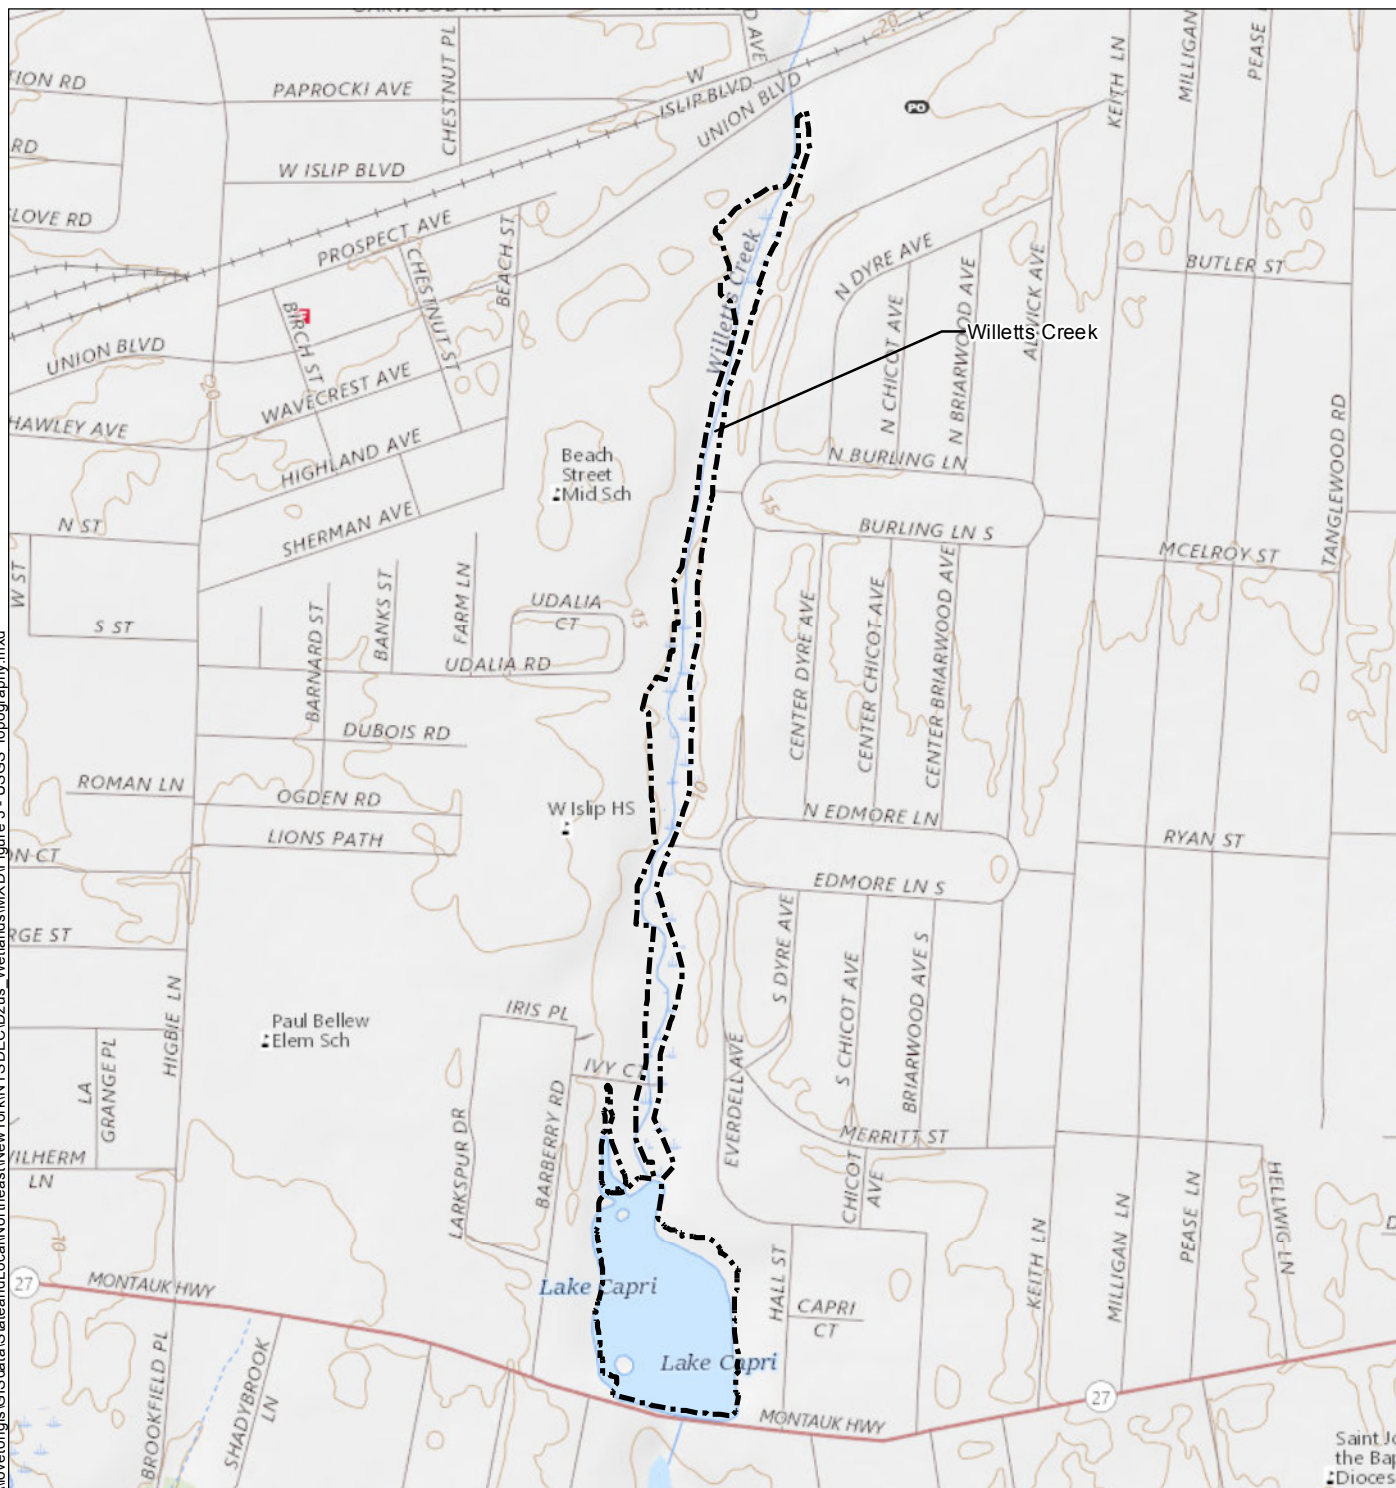 PAPROCKI AVE
CHESTNUT PL
W
ISLIP BLVD
UNION BLVD
20
PO
KEITH LN
MILLIGAN
PEASE
RD
W ISLIP BLVD
PROSPECT AVE
BEACH ST
CHESTNUT ST
BIRCH ST
UNION BLVD
20
WAVECREST AVE
HAWLEY AVE
HIGHLAND AVE
SHERMAN AVE
N ST
W ST
S ST
Willetts Creek
Willetts Creek
N DYRE AVE
N CHICOT AVE
N BRIARWOOD AVE
ALWICK AVE
BUTLER ST
N BURLING LN
15
BURLING LN S
MCELROY ST
TANGLEWOOD RD
Beach
Street
Mid Sch
UDALIA
CT
15
UDALIA RD
BARNARD ST
BANKS ST
FARM LN
CENTER DYRE AVE
CENTER CHICOT AVE
CENTER BRIARWOOD AVE
DUBOIS RD
ROMAN LN
OGDEN RD
LIONS PATH
W Islip HS
10
N EDMORE LN
RYAN ST
EDMORE LN S
S DYRE AVE
S CHICOT AVE
BRIARWOOD AVE S
HIGBIE LN
Paul Bellew
Elem Sch
IRIS PL
IVY CT
LA
GRANGE PL
LARKSPUR DR
BARBERRY RD
EVERDELL AVE
MERRITT ST
CHICOT
AVE
LN
10
27
MONTAUK HWY
Lake Capri
Lake Capri
HALL ST
CAPRI
CT
KEITH LN
MILLIGAN LN
PEASE LN
HELLWIG LN
BROOKFIELD PL
SHADYBROOK
LN
MONTAUK HWY
27
Saint Jo
the Bap
Dioces